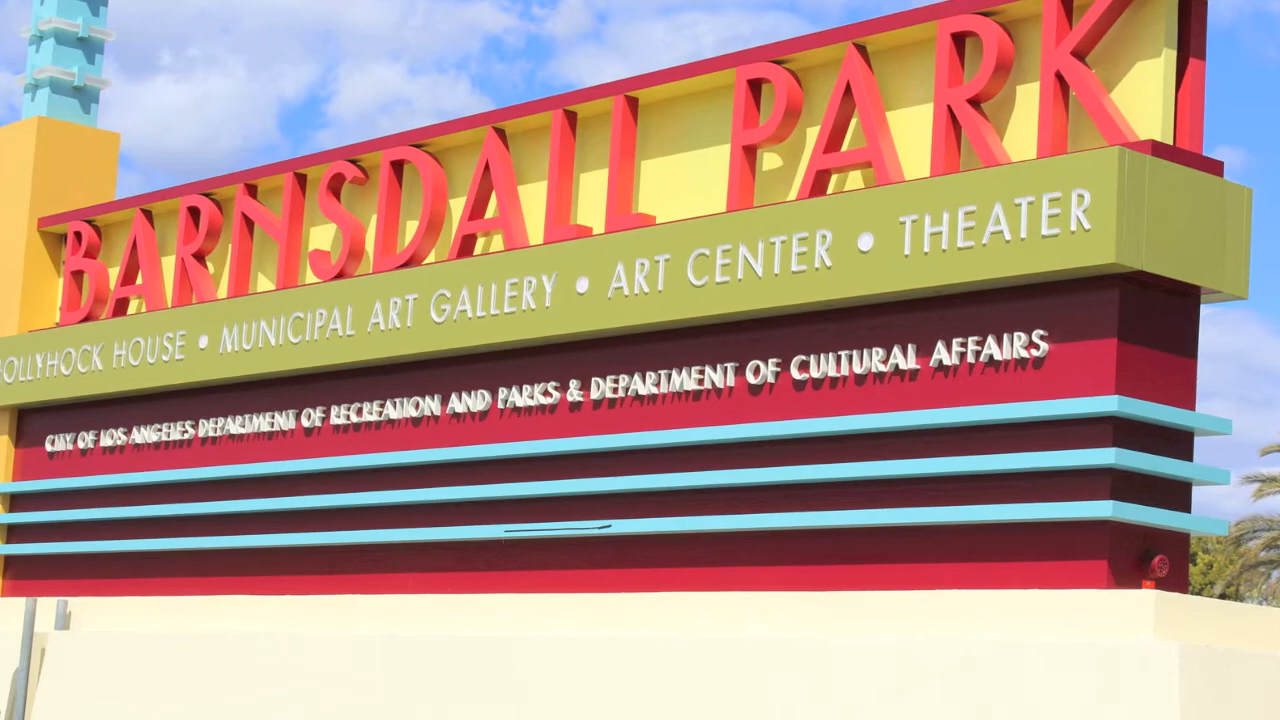 BARNSDALL PARK
HOLLYHOCK HOUSE • MUNICIPAL ART GALLERY • ART CENTER • THEATER
CITY OF LOS ANGELES DEPARTMENT OF RECREATION AND PARKS & DEPARTMENT OF CULTURAL AFFAIRS